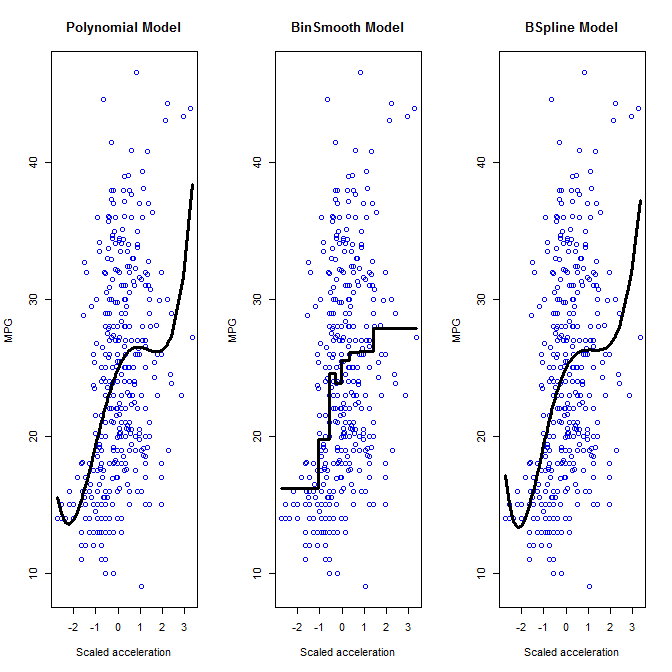 Polynomial Model
MPG
40
30
20
10
-2 -1 0 1 2 3
Scaled acceleration
BinSmooth Model
MPG
40
30
20
10
-2 -1 0 1 2 3
Scaled acceleration
BSpline Model
MPG
40
30
20
10
-2 -1 0 1 2 3
Scaled acceleration